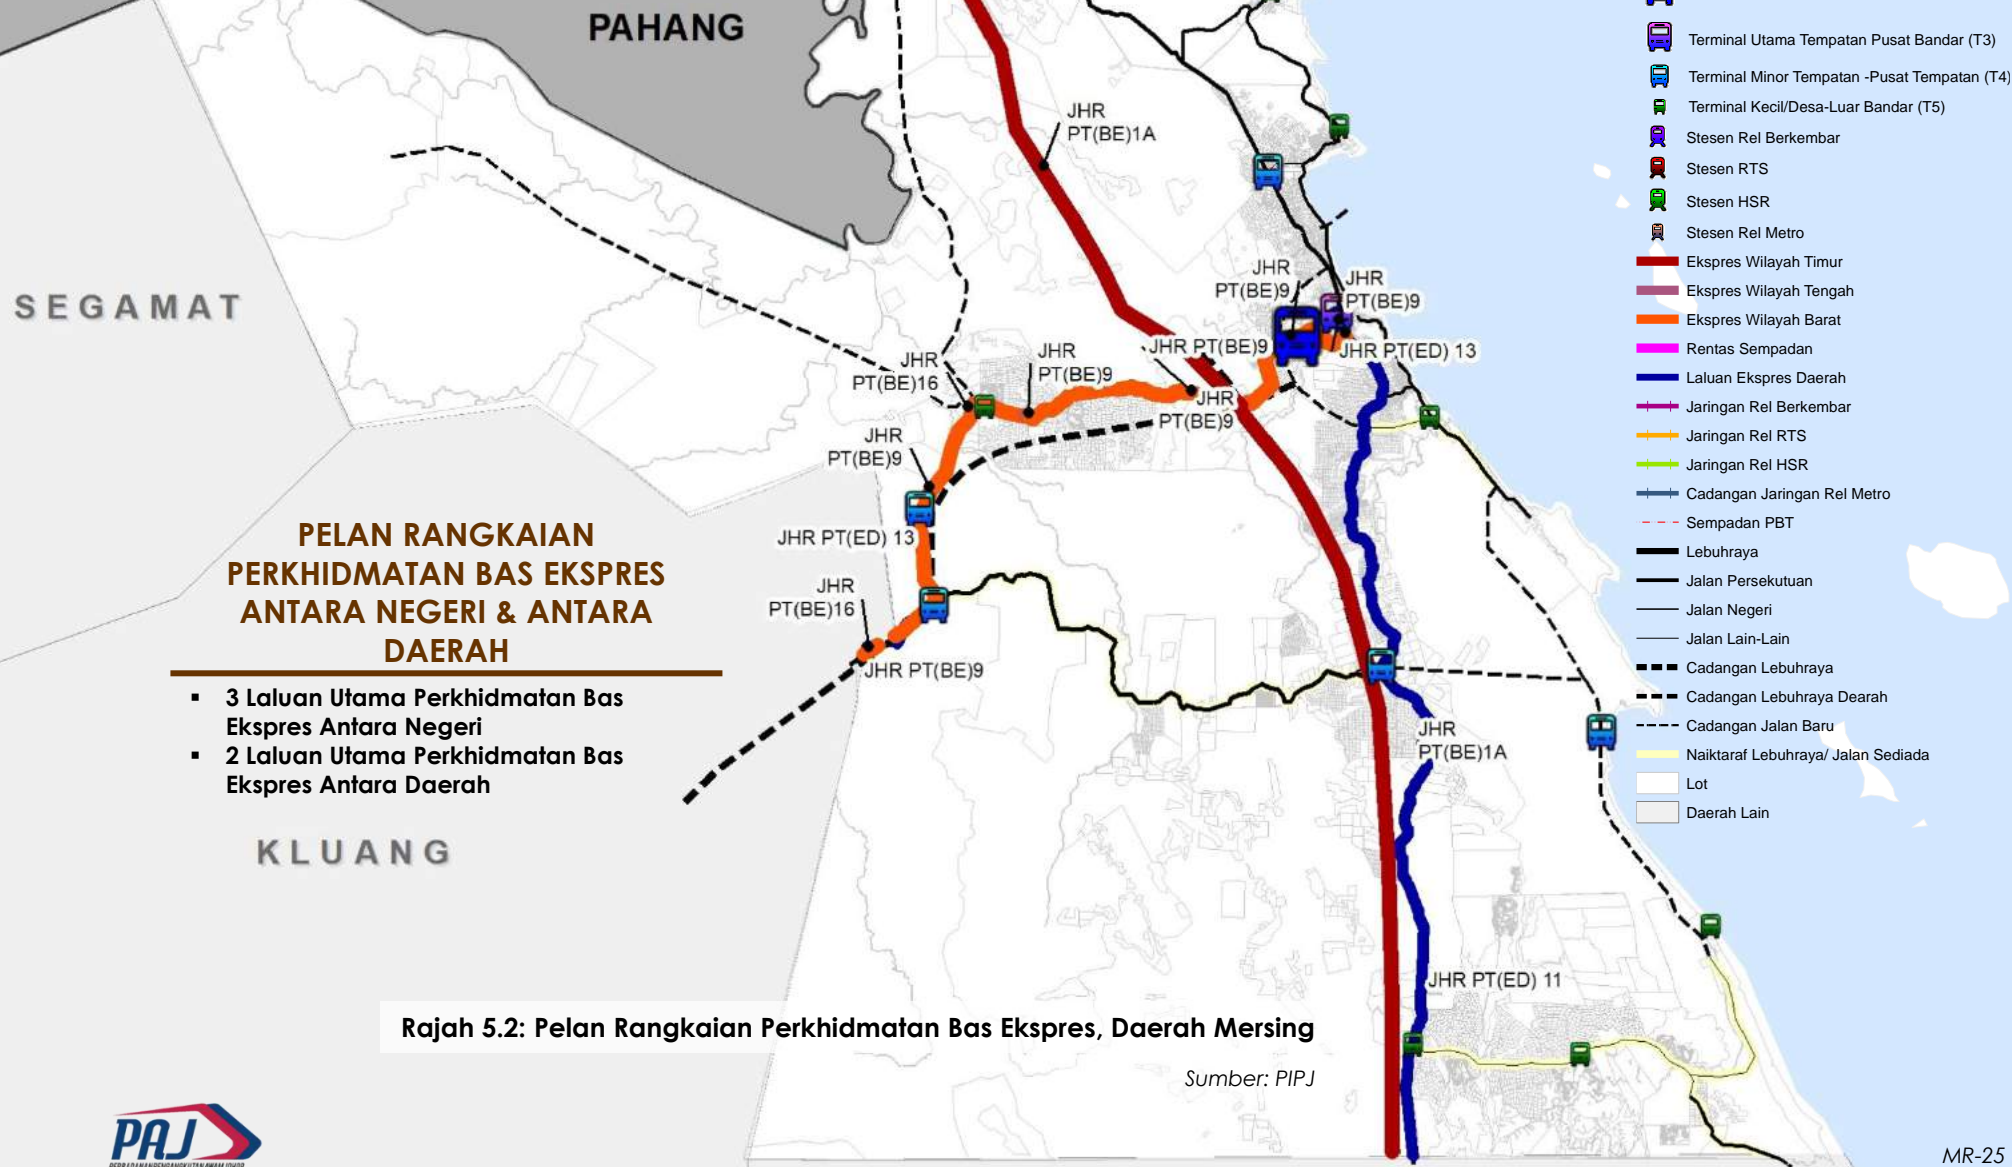 PAHANG
SEGAMAT
KLUANG
PELAN RANGKAIAN
PERKHIDMATAN BAS EKSPRES
ANTARA NEGERI & ANTARA
DAERAH
▪ 3 Laluan Utama Perkhidmatan Bas
Ekspres Antara Negeri
▪ 2 Laluan Utama Perkhidmatan Bas
Ekspres Antara Daerah
JHR
PT(BE)1A
JHR
PT(BE)9
JHR
PT(BE)9
JHR PT(BE)9
JHR PT(ED) 13
JHR
PT(BE)16
JHR
PT(BE)9
JHR
PT(BE)9
JHR
PT(BE)9
JHR PT(ED) 13
JHR
PT(BE)16
JHR PT(BE)9
JHR
PT(BE)1A
JHR PT(ED) 11
Terminal Utama Tempatan Pusat Bandar (T3)
Terminal Minor Tempatan -Pusat Tempatan (T4)
Terminal Kecil/Desa-Luar Bandar (T5)
Stesen Rel Berkembar
Stesen RTS
Stesen HSR
Stesen Rel Metro
Ekspres Wilayah Timur
Ekspres Wilayah Tengah
Ekspres Wilayah Barat
Rentas Sempadan
Laluan Ekspres Daerah
Jaringan Rel Berkembar
Jaringan Rel RTS
Jaringan Rel HSR
Cadangan Jaringan Rel Metro
Sempadan PBT
Lebuhraya
Jalan Persekutuan
Jalan Negeri
Jalan Lain-Lain
Cadangan Lebuhraya
Cadangan Lebuhraya Dearah
Cadangan Jalan Baru
Naiktaraf Lebuhraya/ Jalan Sediada
Lot
Daerah Lain
Rajah 5.2: Pelan Rangkaian Perkhidmatan Bas Ekspres, Daerah Mersing
Sumber: PIPJ
PAJ
PERBADANAN PENGANGKUTAN AWAM JOHOR
MR-25